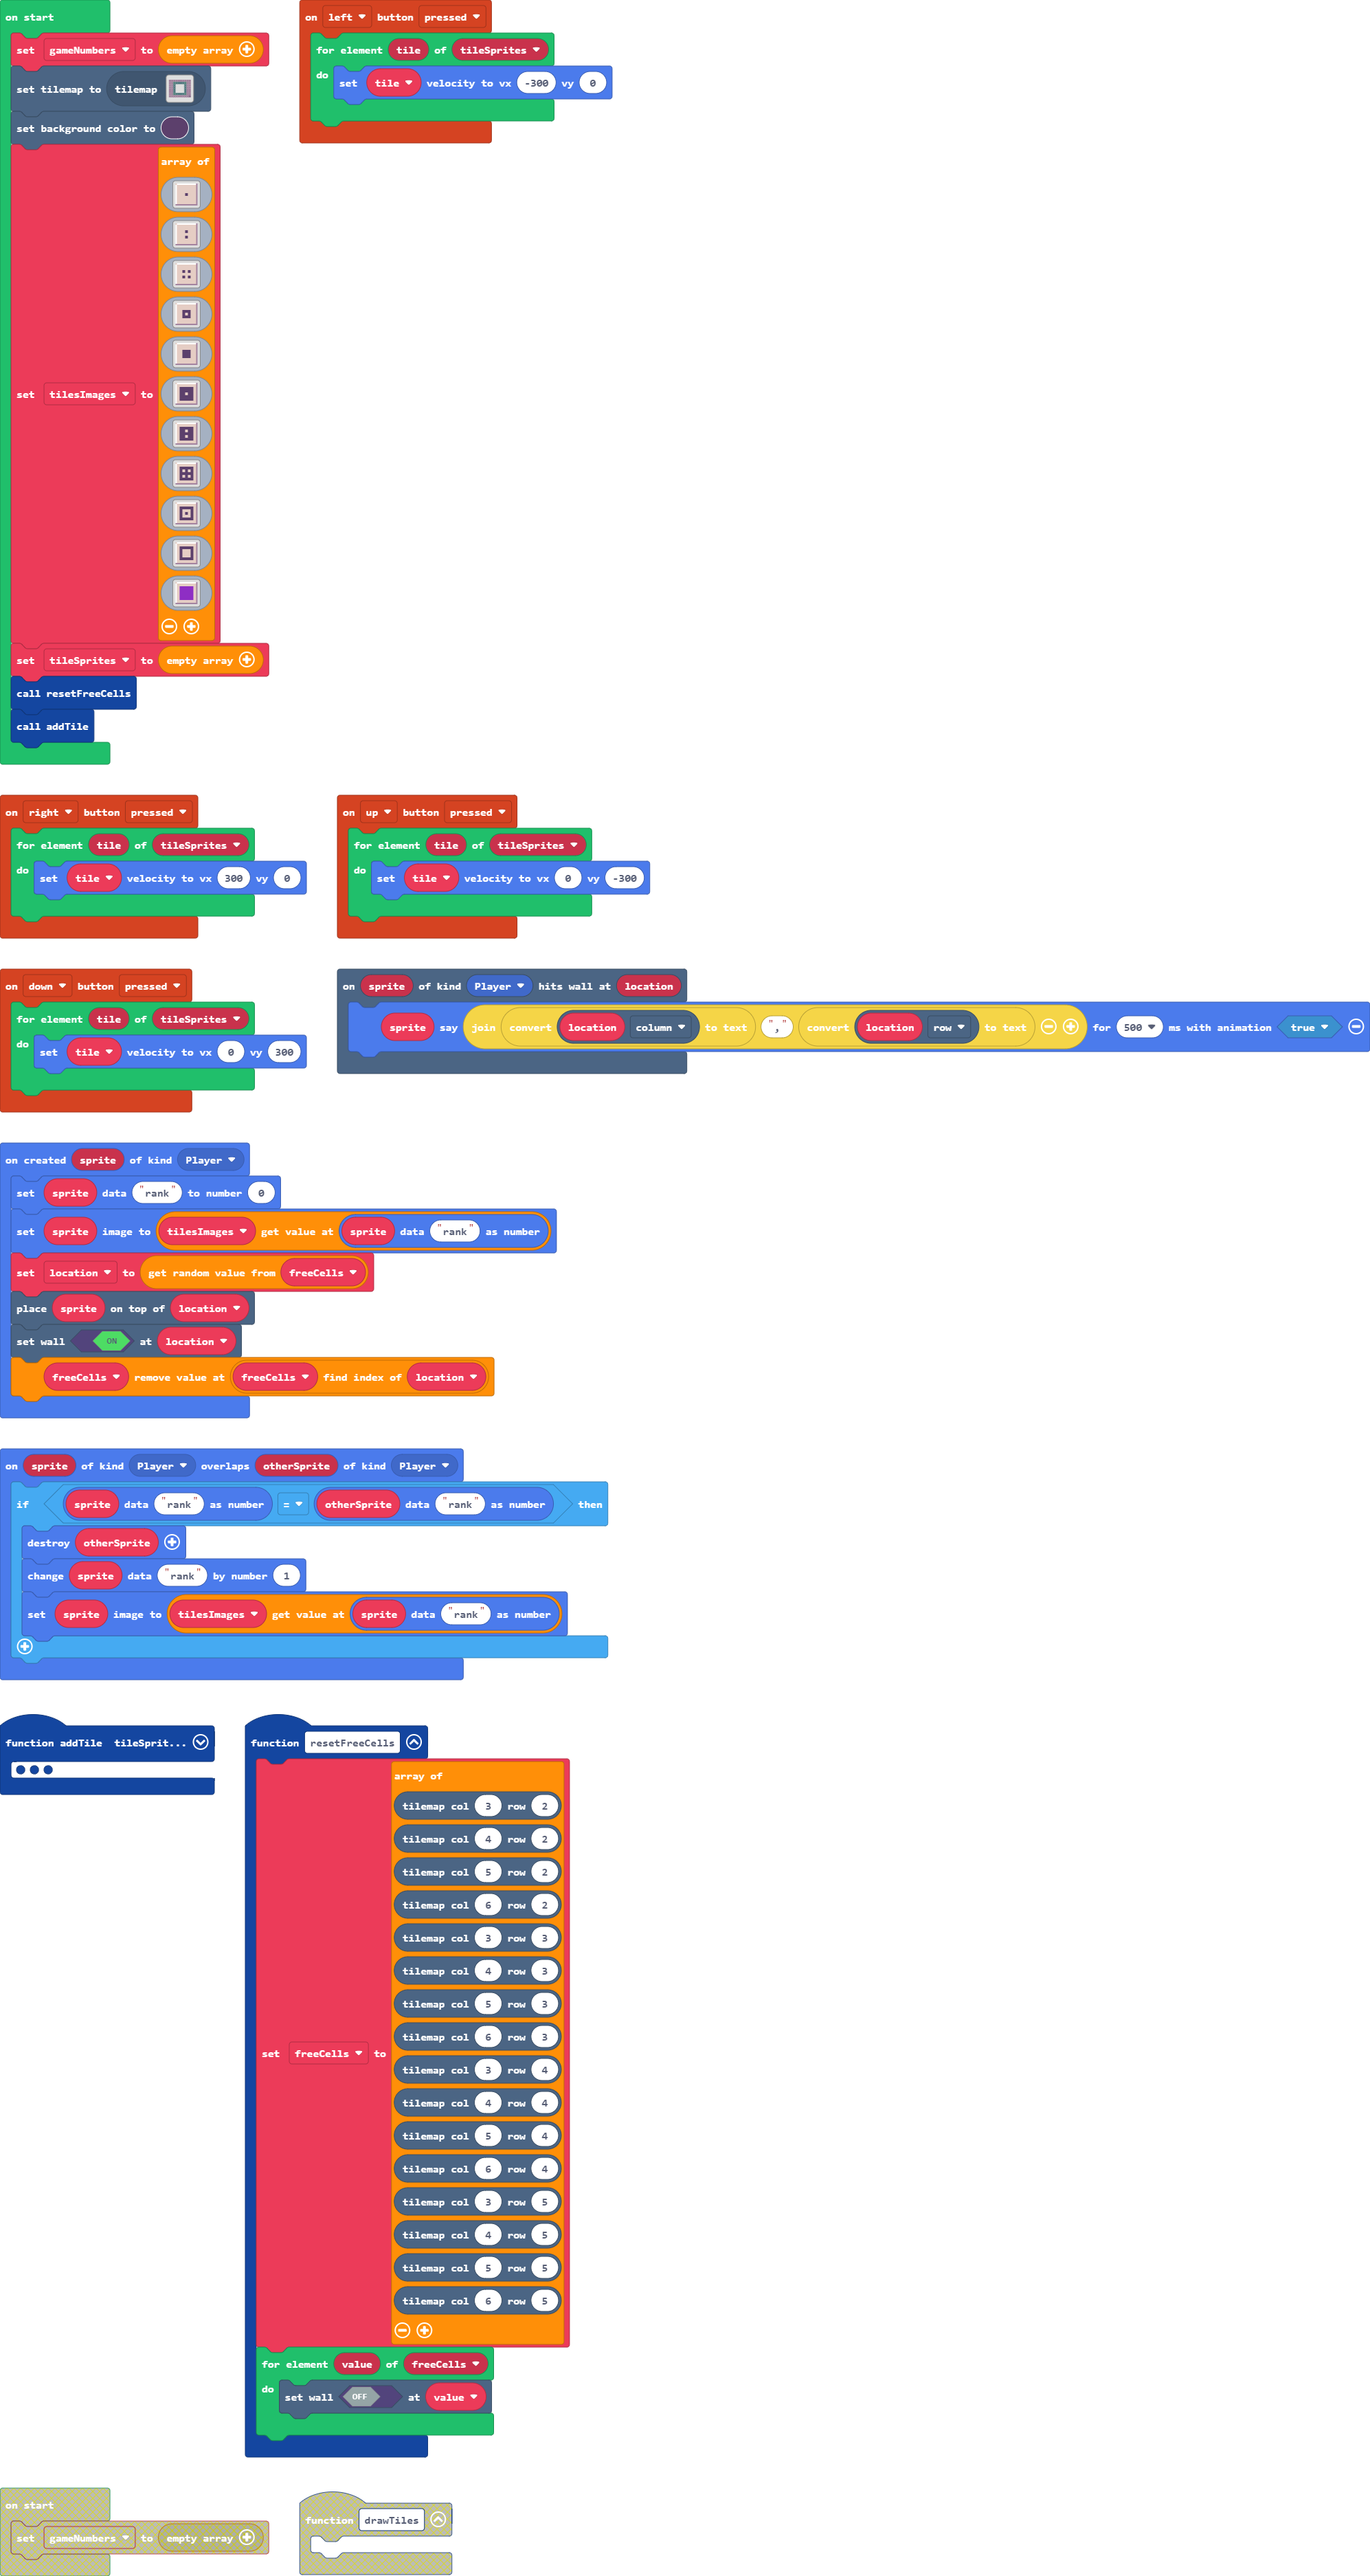 on start
set gameNumbers to empty array
set tilemap to tilemap
set background color to
array of
set tilesImages to
set tileSprites to empty array
call resetFreeCells
call addTile
on left button pressed
for element tile of tileSprites
do set tile velocity to vx -300 vy 0
on right button pressed
for element tile of tileSprites
do set tile velocity to vx 300 vy 0
on up button pressed
for element tile of tileSprites
do set tile velocity to vx 0 vy -300
on down button pressed
for element tile of tileSprites
do set tile velocity to vx 0 vy 300
on sprite of kind Player hits wall at location
sprite say join convert location column to text "," convert location row to text for 500 ms with animation true
on created sprite of kind Player
set sprite data "rank" to number 0
set sprite image to tilesImages get value at sprite data "rank" as number
set location to get random value from freeCells
place sprite on top of location
set wall ON at location
freeCells remove value at freeCells find index of location
on sprite of kind Player overlaps otherSprite of kind Player
if sprite data "rank" as number = otherSprite data "rank" as number then
destroy otherSprite
change sprite data "rank" by number 1
set sprite image to tilesImages get value at sprite data "rank" as number
function addTile tileSprit...
function resetFreeCells
array of
tilemap col 3 row 2
tilemap col 4 row 2
tilemap col 5 row 2
tilemap col 6 row 2
tilemap col 3 row 3
tilemap col 4 row 3
tilemap col 5 row 3
tilemap col 6 row 3
set freeCells to
tilemap col 3 row 4
tilemap col 4 row 4
tilemap col 5 row 4
tilemap col 6 row 4
tilemap col 3 row 5
tilemap col 4 row 5
tilemap col 5 row 5
tilemap col 6 row 5
for element value of freeCells
do set wall OFF at value
on start
set gameNumbers to empty array
function drawTiles